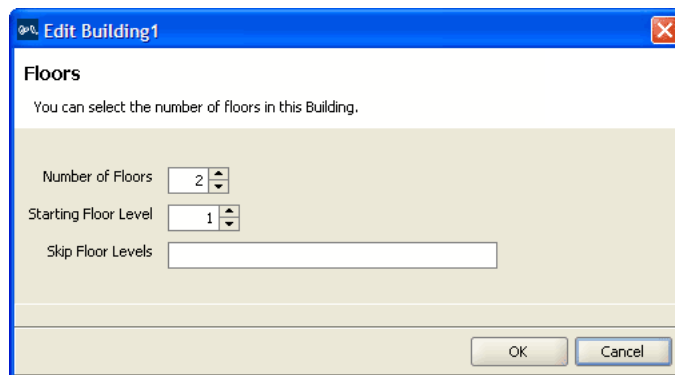 Edit Building1
Floors
You can select the number of floors in this Building.
Number of Floors 2
Starting Floor Level 1
Skip Floor Levels
OK Cancel